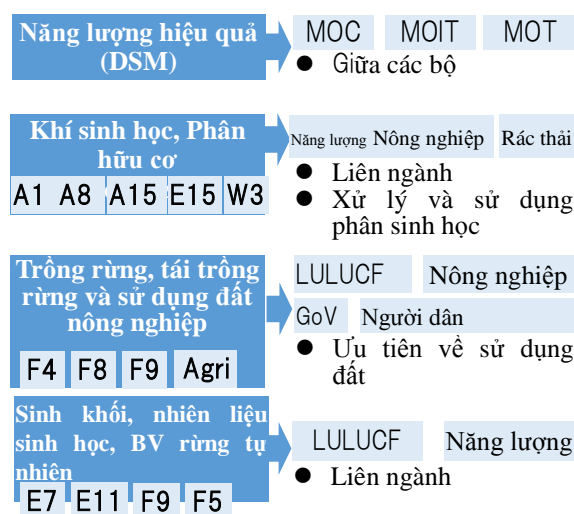 Năng lượng hiệu quả
(DSM)
MOC MOIT MOT
● Giữa các bộ
Khí sinh học, Phân
hữu cơ
A1 A8 A15 E15 W3
Năng lượng Nông nghiệp Rác thải
● Liên ngành
● Xử lý và sử dụng
phân sinh học
Trồng rừng, tái trồng
rừng và sử dụng đất
nông nghiệp
F4 F8 F9 Agri
LULUCF Nông nghiệp
GoV Người dân
● Ưu tiên về sử dụng
đất
Sinh khối, nhiên liệu
sinh học, BV rừng tự
nhiên
E7 E11 F9 F5
LULUCF Năng lượng
● Liên ngành